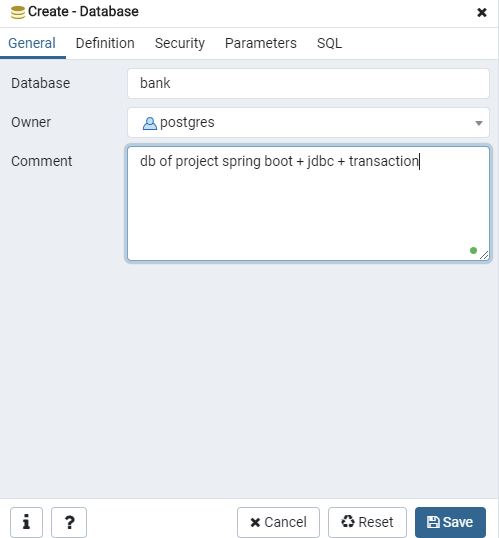 Create - Database
General Definition Security Parameters SQL
Database bank
Owner postgres
Comment db of project spring boot + jdbc + transaction
i ? Cancel Reset Save